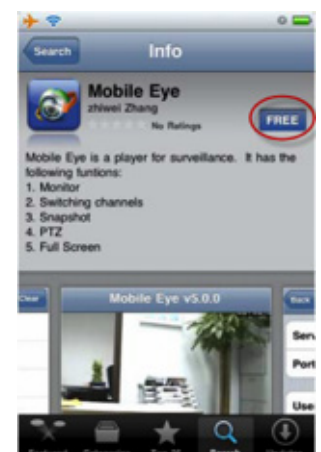 Search
Info
Mobile Eye
zhiwei Zhang
No Ratings
FREE
Mobile Eye is a player for surveillance. It has the
following funtions:
1. Monitor
2. Switching channels
3. Snapshot
4. PTZ
5. Full Screen
Clear
Mobile Eye v5.0.0
Back
Serv
Port
Use
Search